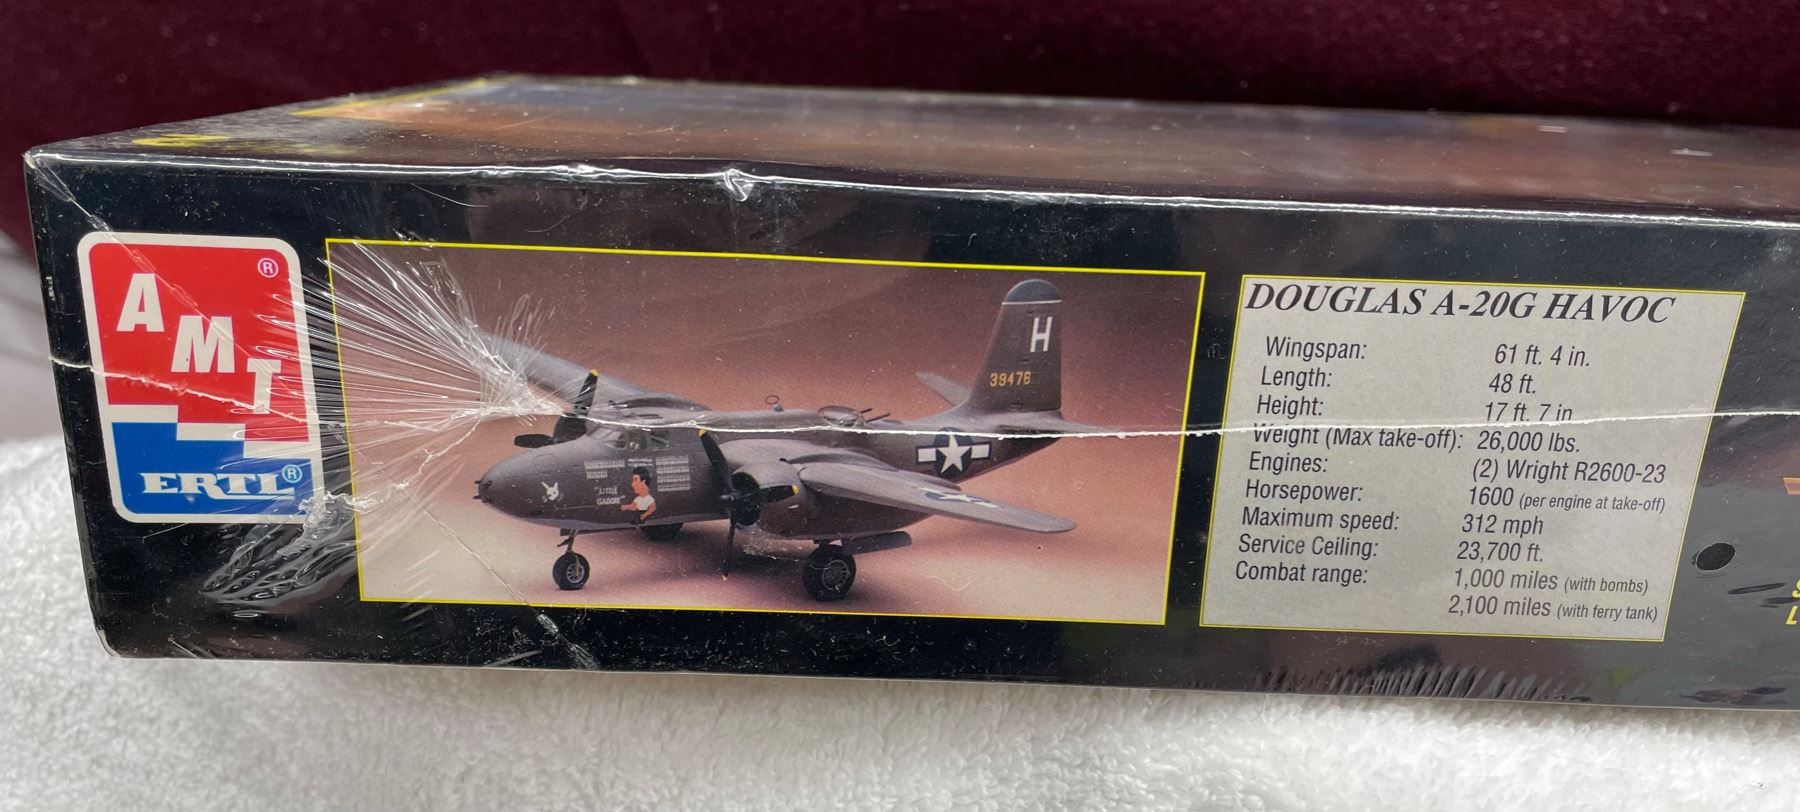 AMT ®
ERTL ®
H
39476
"LITTLE
ISADORE"
DOUGLAS A-20G HAVOC
Wingspan: 61 ft. 4 in.
Length: 48 ft.
Height: 17 ft. 7 in
Weight (Max take-off): 26,000 lbs.
Engines: (2) Wright R2600-23
Horsepower: 1600 (per engine at take-off)
Maximum speed: 312 mph
Service Ceiling: 23,700 ft.
Combat range: 1,000 miles (with bombs)
2,100 miles (with ferry tank)